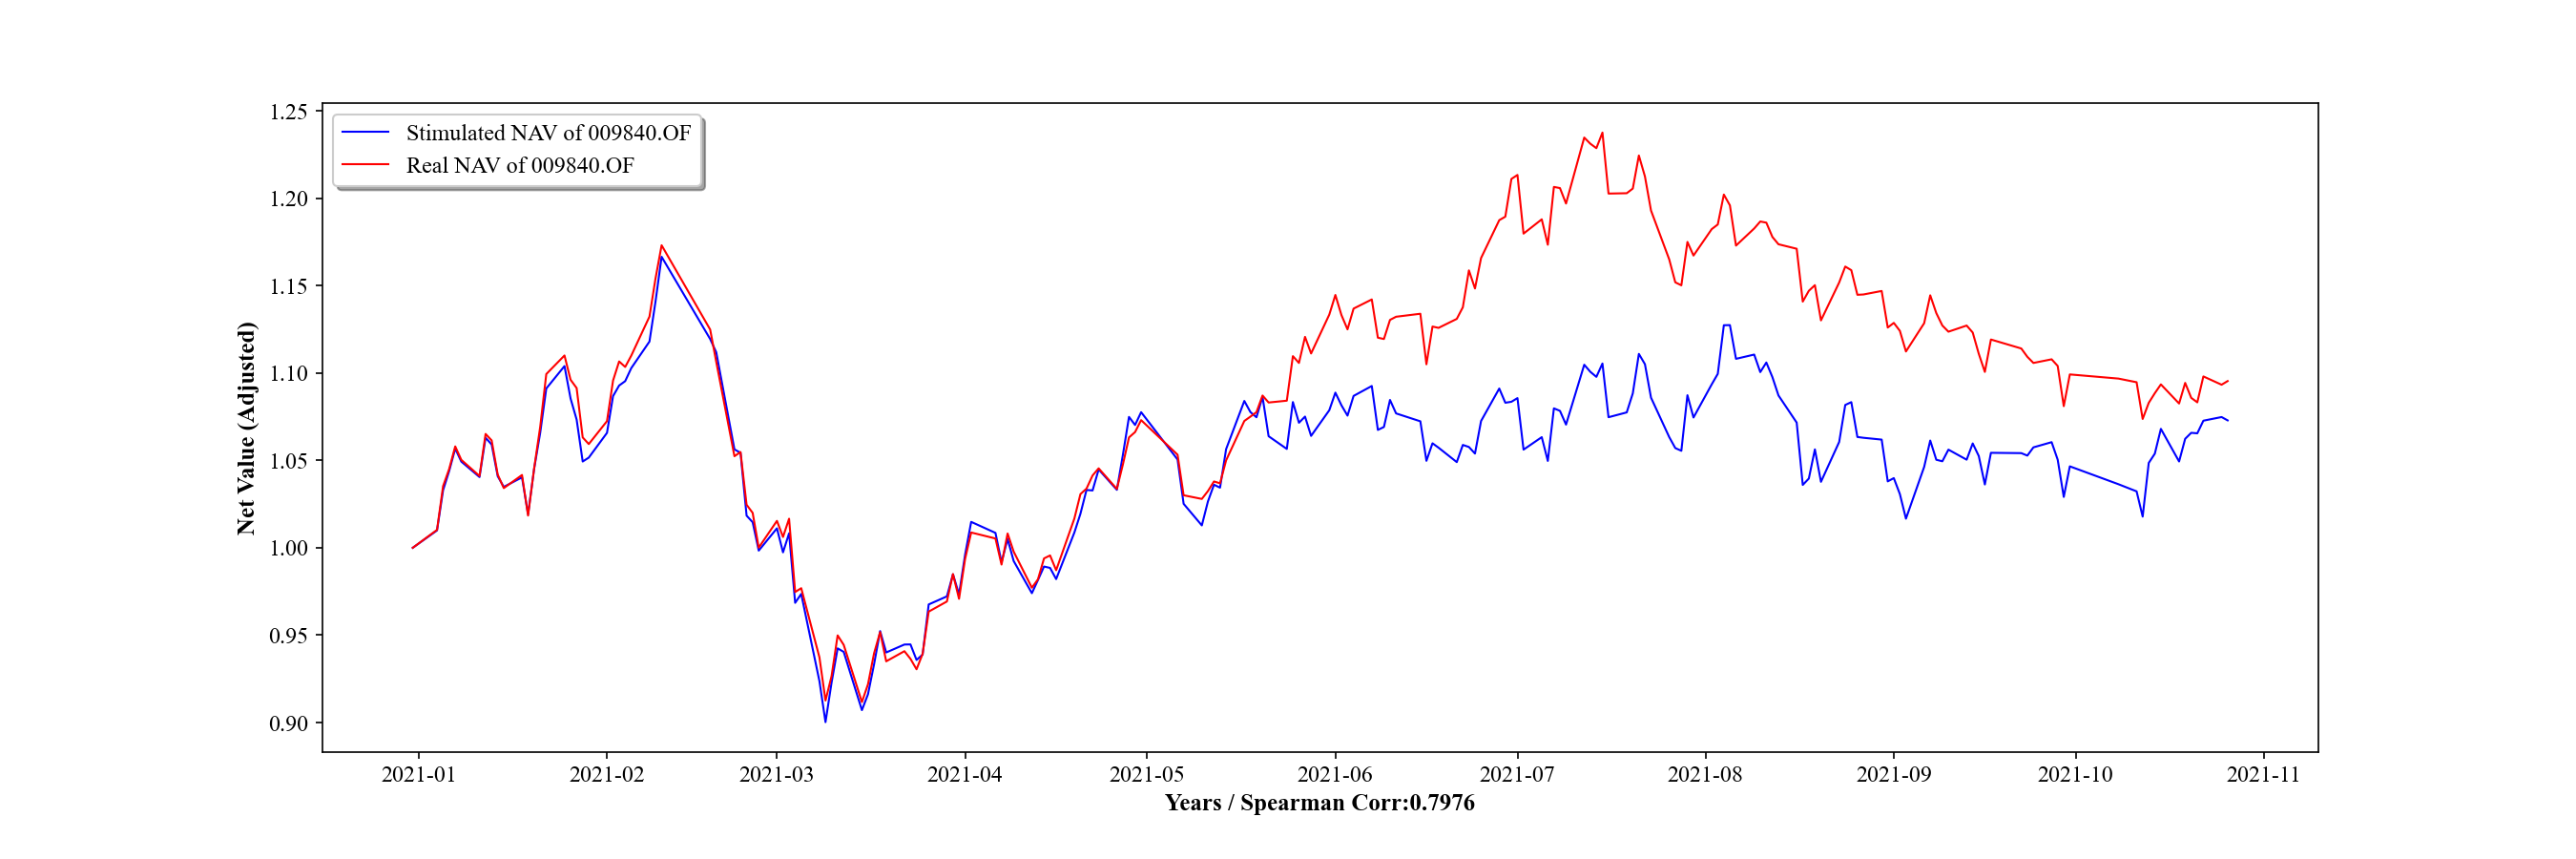 1.25
1.20
1.15
1.10
1.05
1.00
0.95
0.90
Net Value (Adjusted)
Stimulated NAV of 009840.OF
Real NAV of 009840.OF
2021-01 2021-02 2021-03 2021-04 2021-05 2021-06 2021-07 2021-08 2021-09 2021-10 2021-11
Years / Spearman Corr:0.7976